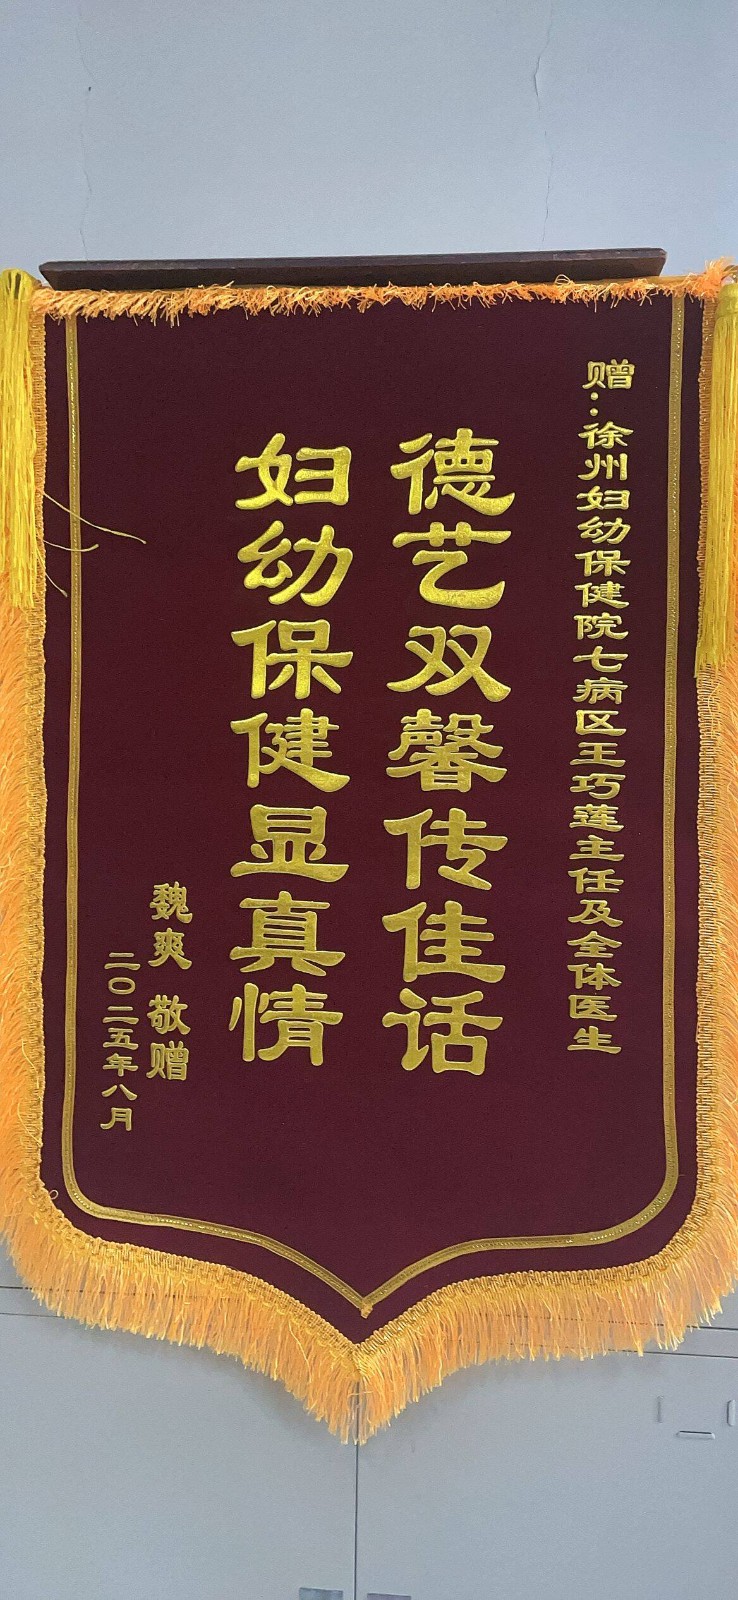 赠：徐州妇幼保健院七病区王巧莲主任及全体医生
德艺双馨传佳话
妇幼保健显真情
魏爽 敬赠
二〇二五年八月